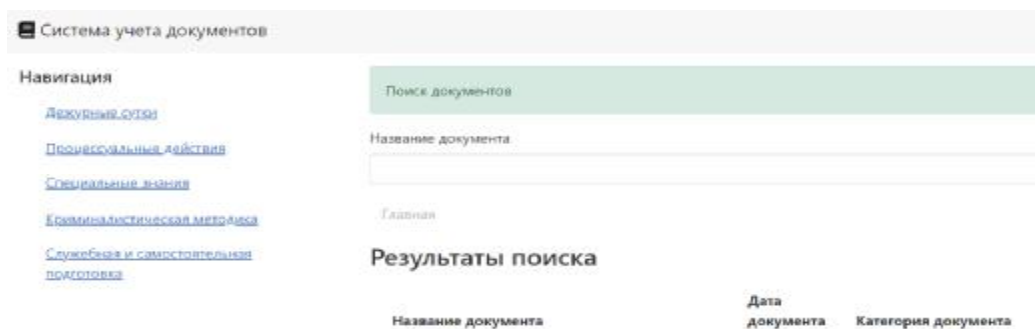 Система учета документов
Навигация
Дежурные сутки
Процессуальные действия
Специальные знания
Криминалистическая методика
Служебная и самостоятельная
подготовка
Поиск документов
Название документа
Главная
Результаты поиска
Название документа
Дата
документа
Категория документа